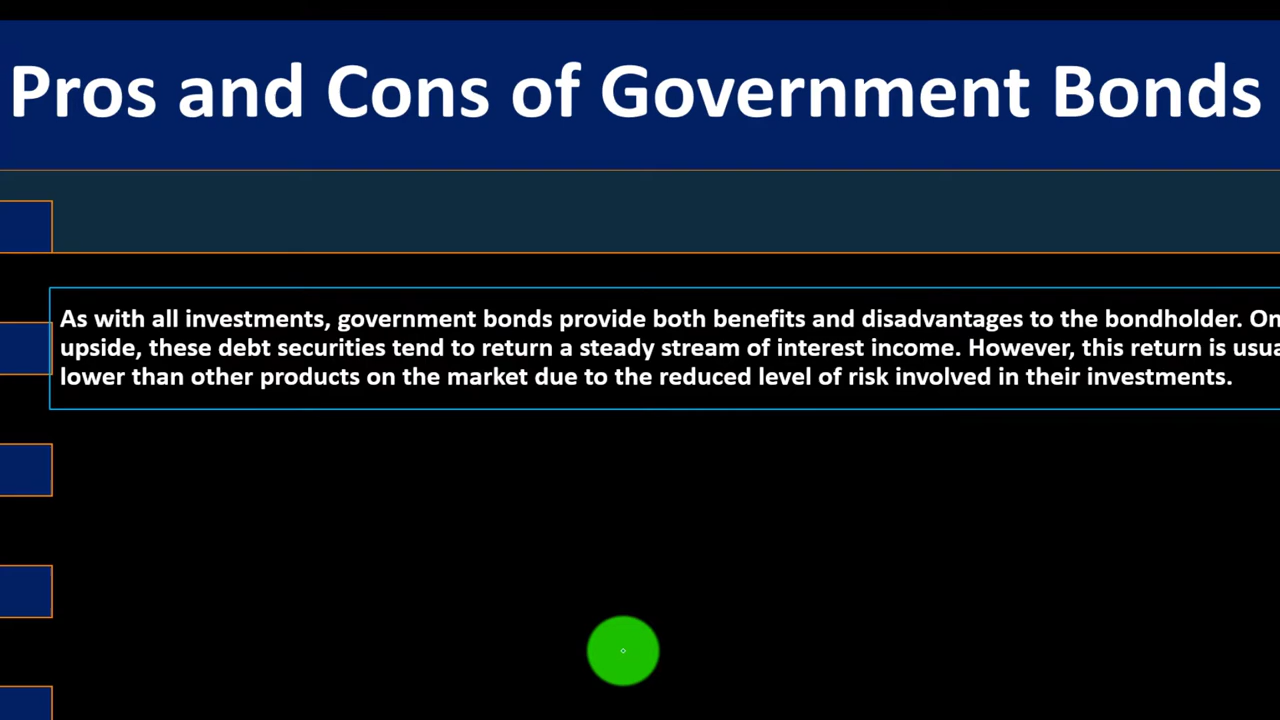 Pros and Cons of Government Bonds
As with all investments, government bonds provide both benefits and disadvantages to the bondholder. On
upside, these debt securities tend to return a steady stream of interest income. However, this return is
lower than other products on the market due to the reduced level of risk involved in their investments.